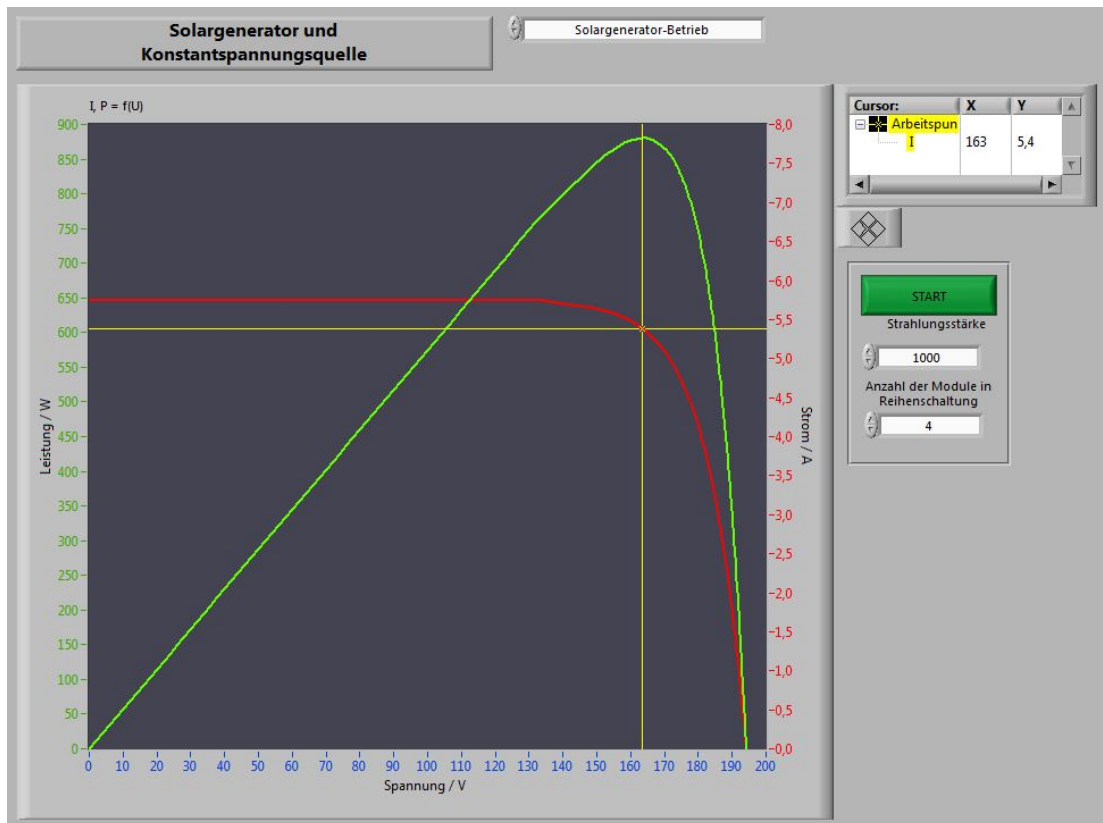 Solargenerator und
Konstantspannungsquelle
Solargenerator-Betrieb
I, P = f(U)
900
850
800
750
700
650
600
550
500
450
400
350
300
250
200
150
100
50
0
Leistung / W
-8,0
-7,5
-7,0
-6,5
-6,0
-5,5
-5,0
-4,5
-4,0
-3,5
-3,0
-2,5
-2,0
-1,5
-1,0
-0,5
-0,0
Strom / A
0 10 20 30 40 50 60 70 80 90 100 110 120 130 140 150 160 170 180 190 200
Spannung / V
Cursor: X Y
Arbeitspun
I 163 5,4
START
Strahlungsstärke
1000
Anzahl der Module in
Reihenschaltung
4